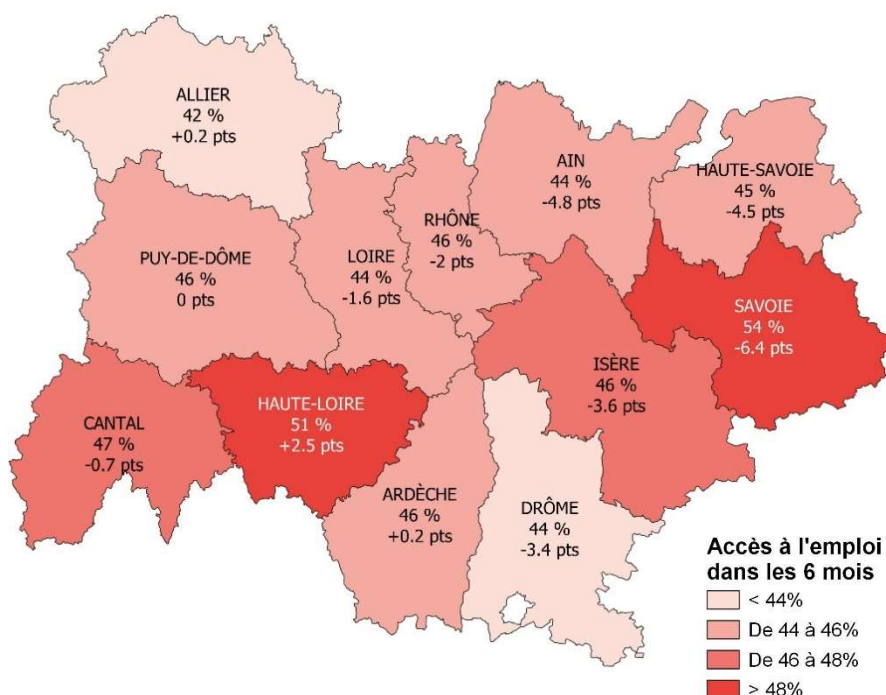 ALLIER
42 %
+0.2 pts
AIN
44 %
-4.8 pts
HAUTE-SAVOIE
45 %
-4.5 pts
RHÔNE
46 %
-2 pts
PUY-DE-DÔME
46 %
0 pts
LOIRE
44 %
-1.6 pts
SAVOIE
54 %
-6.4 pts
ISÈRE
46 %
-3.6 pts
HAUTE-LOIRE
51 %
+2.5 pts
CANTAL
47 %
-0.7 pts
ARDÈCHE
46 %
+0.2 pts
DRÔME
44 %
-3.4 pts
Accès à l'emploi
dans les 6 mois
< 44%
De 44 à 46%
De 46 à 48%
> 48%